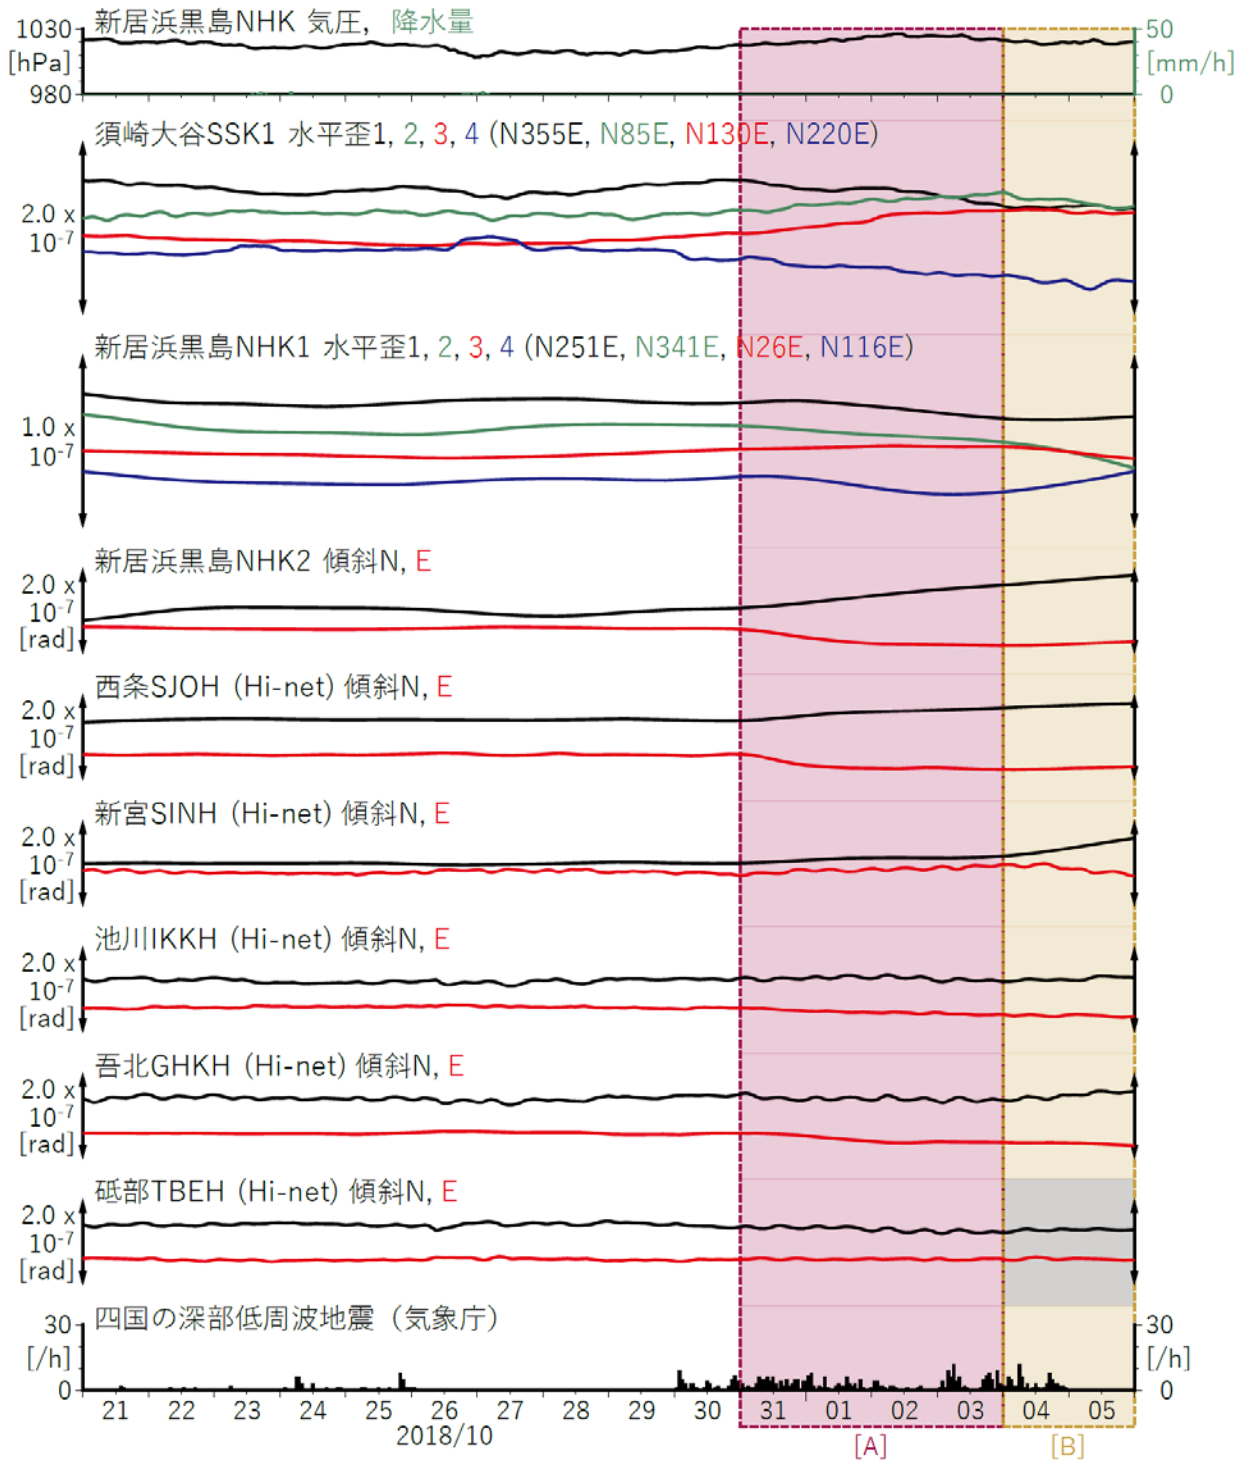 新居浜黒島NHK 気圧, 降水量
1030
[hPa]
980
50
[mm/h]
0
須崎大谷SSK1 水平歪1, 2, 3, 4 (N355E, N85E, N130E, N220E)
2.0 x
10-7
新居浜黒島NHK1 水平歪1, 2, 3, 4 (N251E, N341E, N26E, N116E)
1.0 x
10-7
新居浜黒島NHK2 傾斜N, E
2.0 x
10-7
[rad]
西条SJOH (Hi-net) 傾斜N, E
2.0 x
10-7
[rad]
新宮SINH (Hi-net) 傾斜N, E
2.0 x
10-7
[rad]
池川IKKH (Hi-net) 傾斜N, E
2.0 x
10-7
[rad]
吾北GHKH (Hi-net) 傾斜N, E
2.0 x
10-7
[rad]
砥部TBEH (Hi-net) 傾斜N, E
2.0 x
10-7
[rad]
四国の深部低周波地震（気象庁）
30
[/h]
0
30
[/h]
0
21 22 23 24 25 26 27 28 29 30 31 01 02 03 04 05
2018/10
[A] [B]